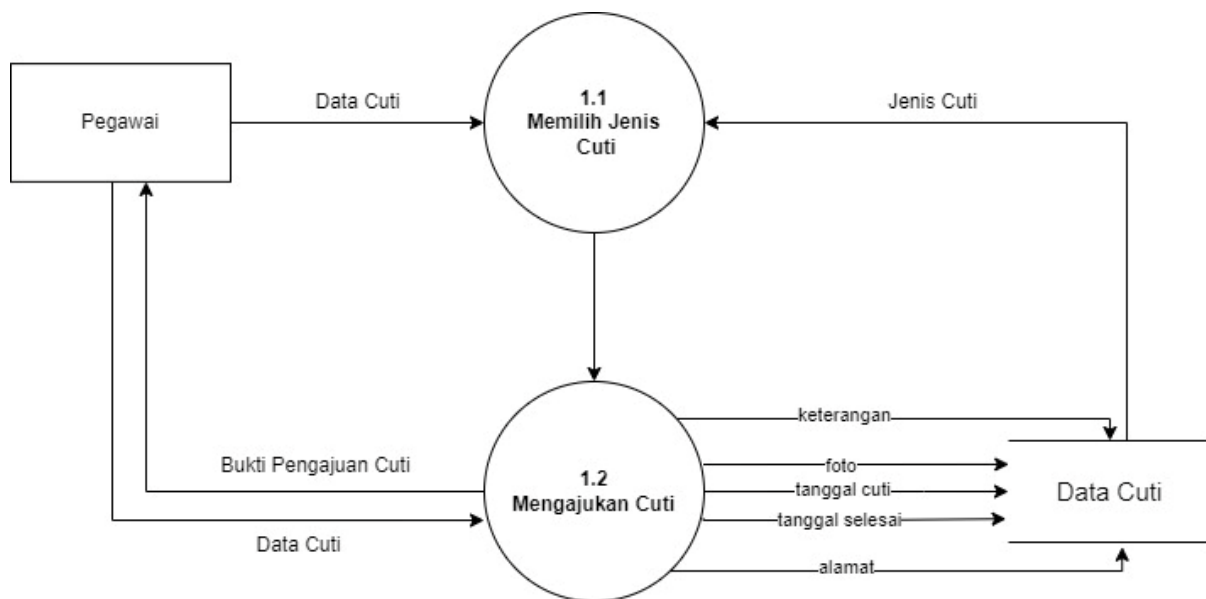 Pegawai
Data Cuti
1.1
Memilih Jenis
Cuti
Jenis Cuti
Bukti Pengajuan Cuti
Data Cuti
1.2
Mengajukan Cuti
keterangan
foto
tanggal cuti
tanggal selesai
alamat
Data Cuti